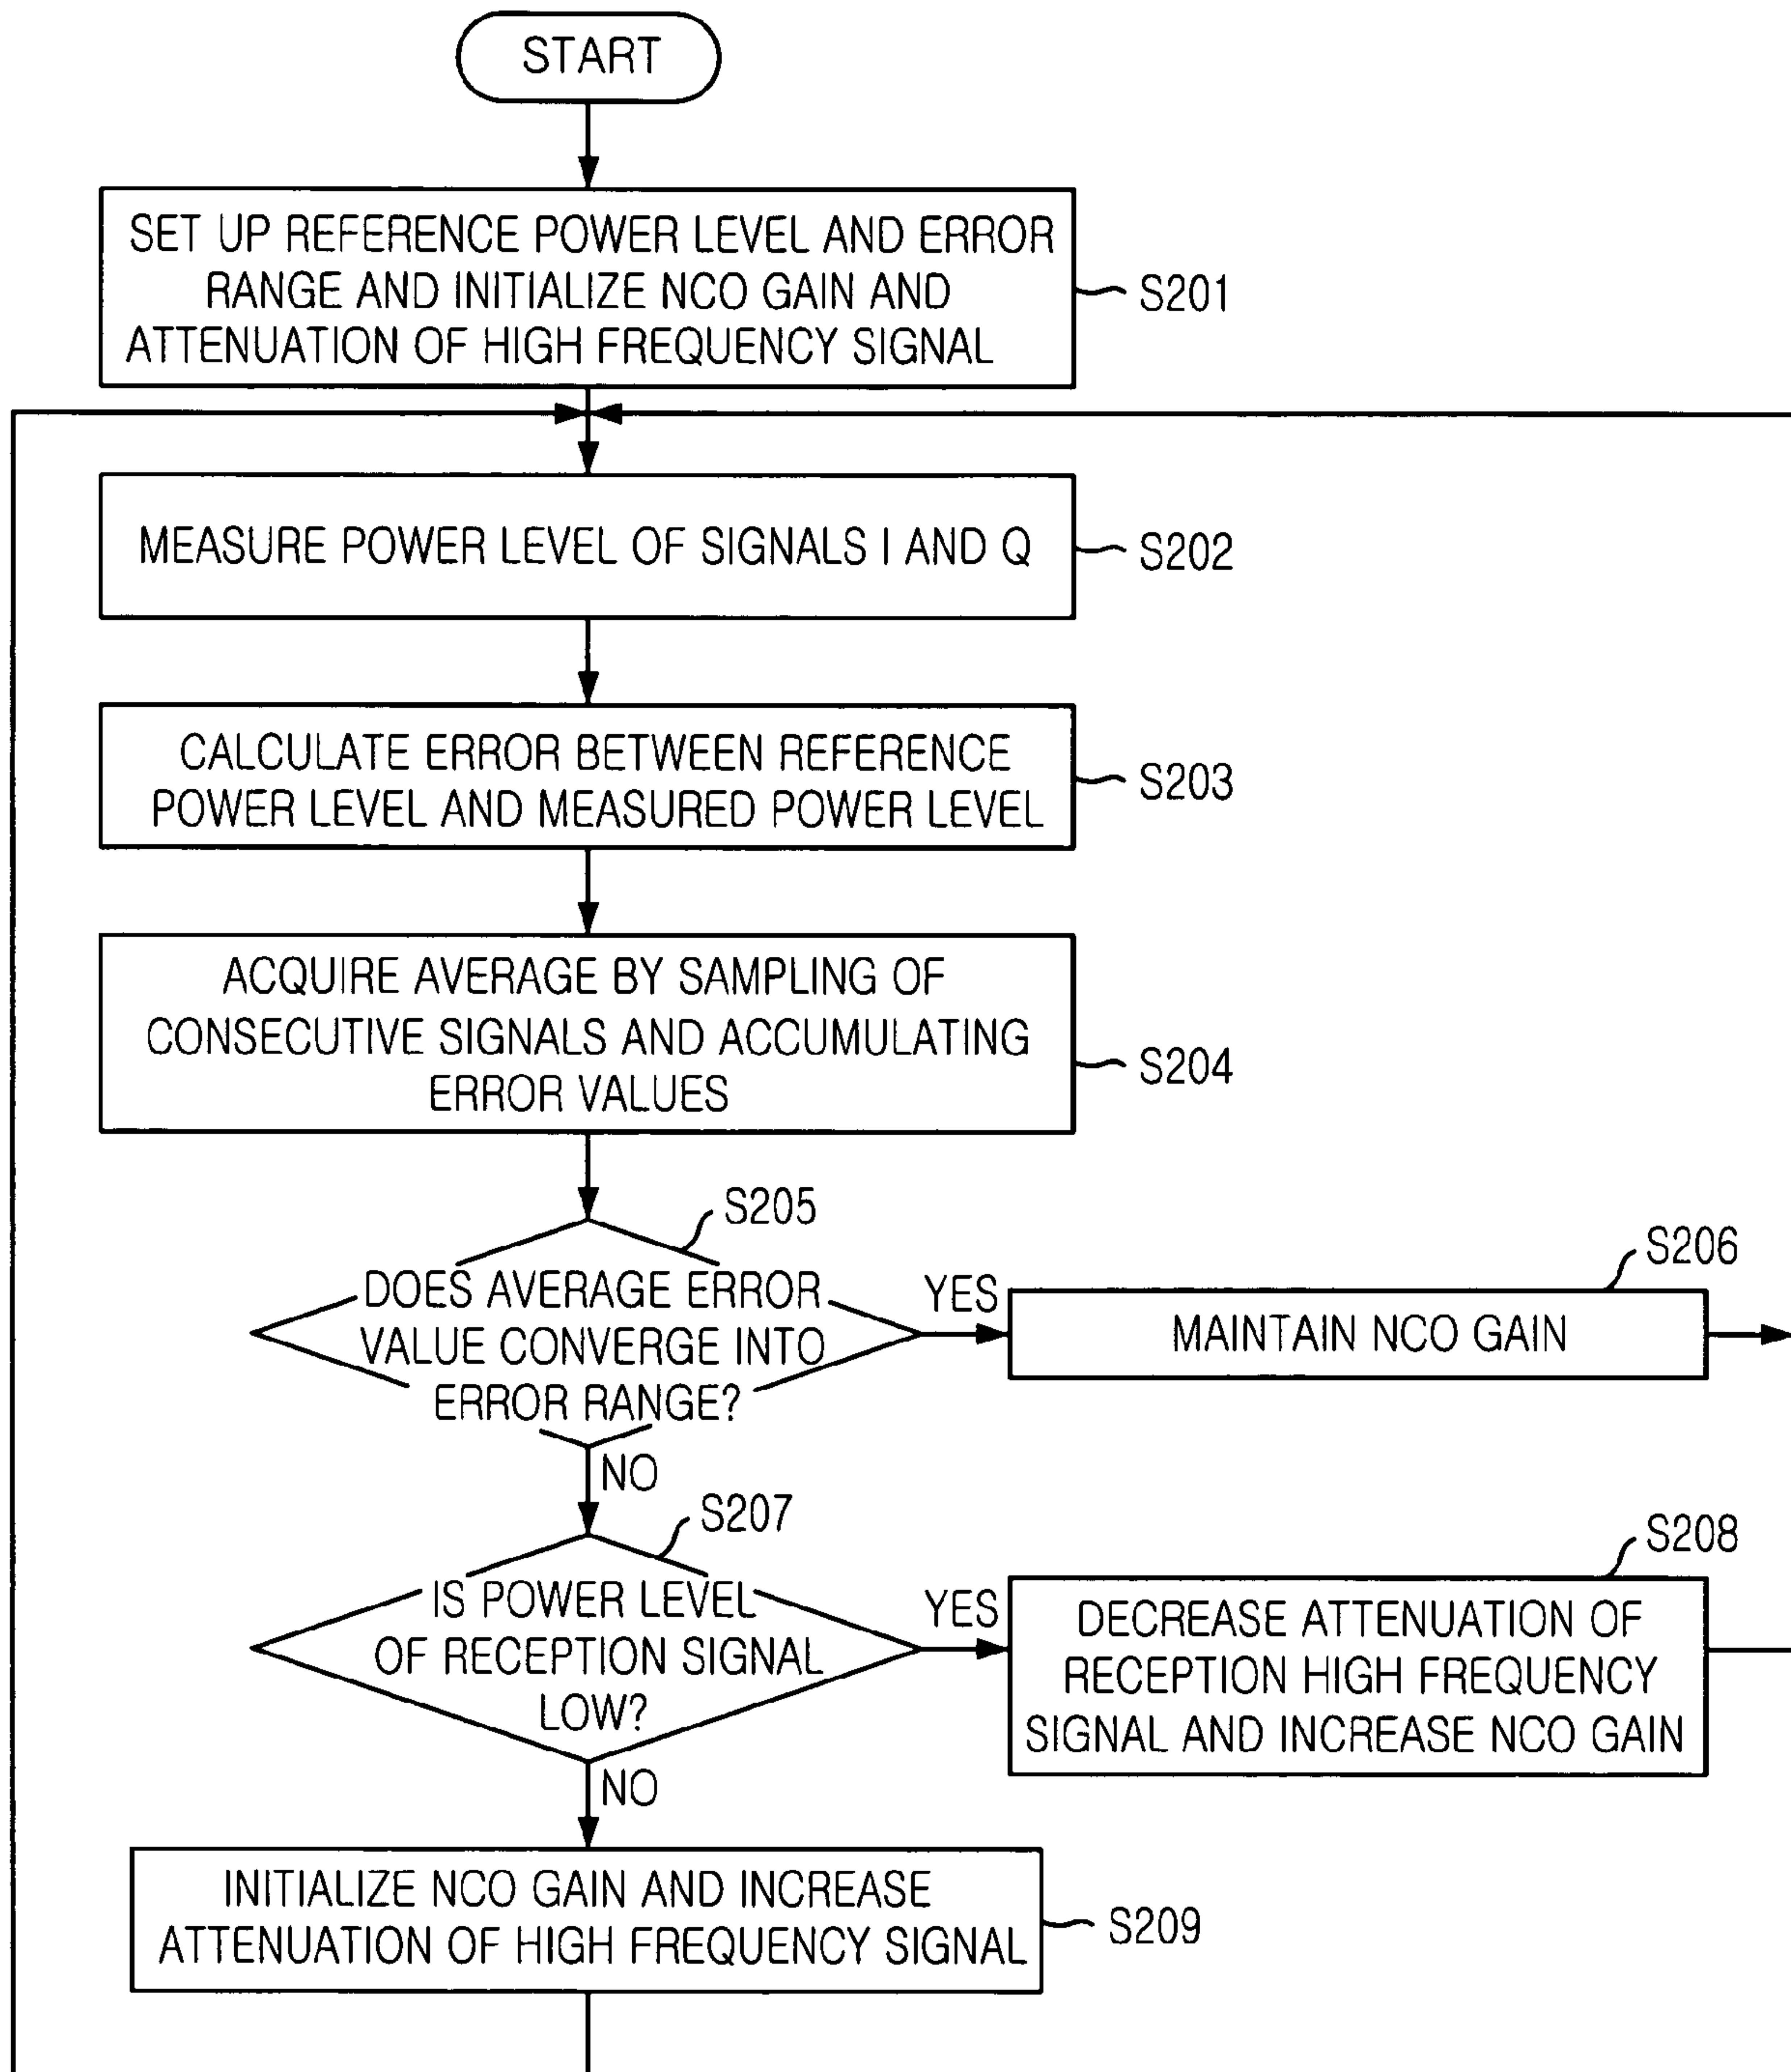 START
SET UP REFERENCE POWER LEVEL AND ERROR
RANGE AND INITIALIZE NCO GAIN AND
ATTENUATION OF HIGH FREQUENCY SIGNAL
S201
MEASURE POWER LEVEL OF SIGNALS I AND Q
S202
CALCULATE ERROR BETWEEN REFERENCE
POWER LEVEL AND MEASURED POWER LEVEL
S203
ACQUIRE AVERAGE BY SAMPLING OF
CONSECUTIVE SIGNALS AND ACCUMULATING
ERROR VALUES
S204
S205
DOES AVERAGE ERROR
VALUE CONVERGE INTO
ERROR RANGE?
YES
S206
MAINTAIN NCO GAIN
NO
S207
IS POWER LEVEL
OF RECEPTION SIGNAL
LOW?
YES
S208
DECREASE ATTENUATION OF
RECEPTION HIGH FREQUENCY
SIGNAL AND INCREASE NCO GAIN
NO
INITIALIZE NCO GAIN AND INCREASE
ATTENUATION OF HIGH FREQUENCY SIGNAL
S209